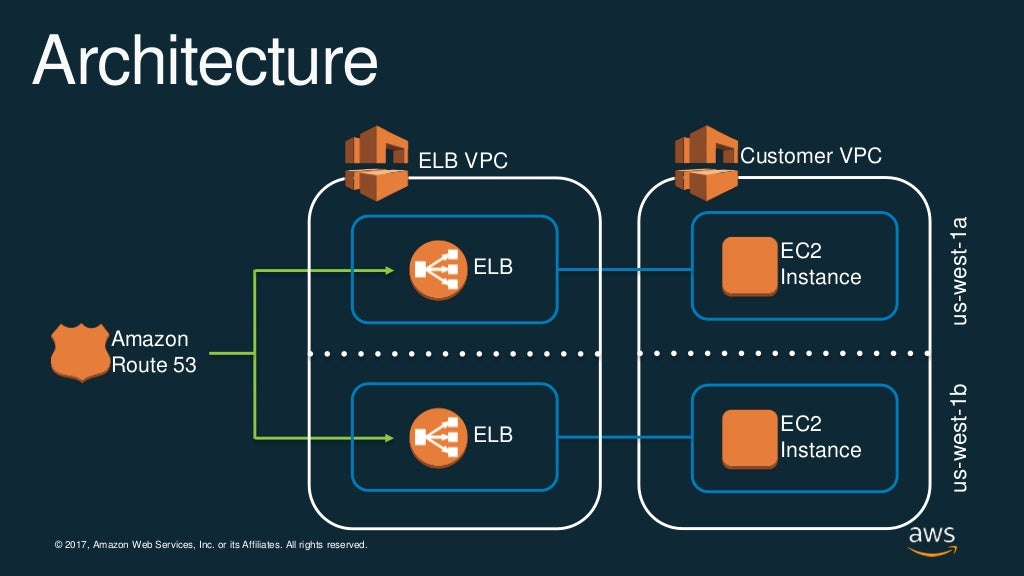 Architecture
ELB VPC
Customer VPC
ELB
EC2
Instance
us-west-1a
Amazon
Route 53
ELB
EC2
Instance
us-west-1b
© 2017, Amazon Web Services, Inc. or its Affiliates. All rights reserved.
aws